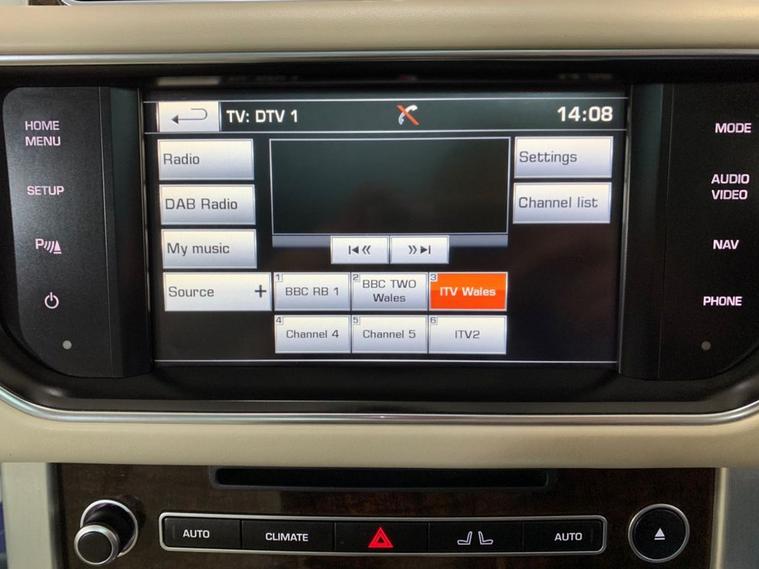 HOME
MENU
SETUP
P
TV: DTV 1
14:08
Radio
DAB Radio
My music
Source +
Settings
Channel list
1 BBC RB 1
2 BBC TWO
Wales
3 ITV Wales
4 Channel 4
5 Channel 5
6 ITV2
MODE
AUDIO
VIDEO
NAV
PHONE
AUTO
CLIMATE
AUTO